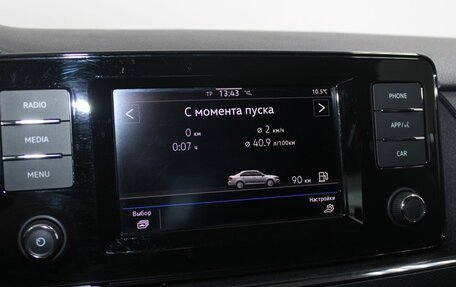 TP 13:43 10.5°C
RADIO
MEDIA
MENU
С момента пуска
0 км ø 2 км/ч
0:07 ч ø 40.9 л/100км
90 км
Выбор
Настройки
PHONE
APP/
CAR